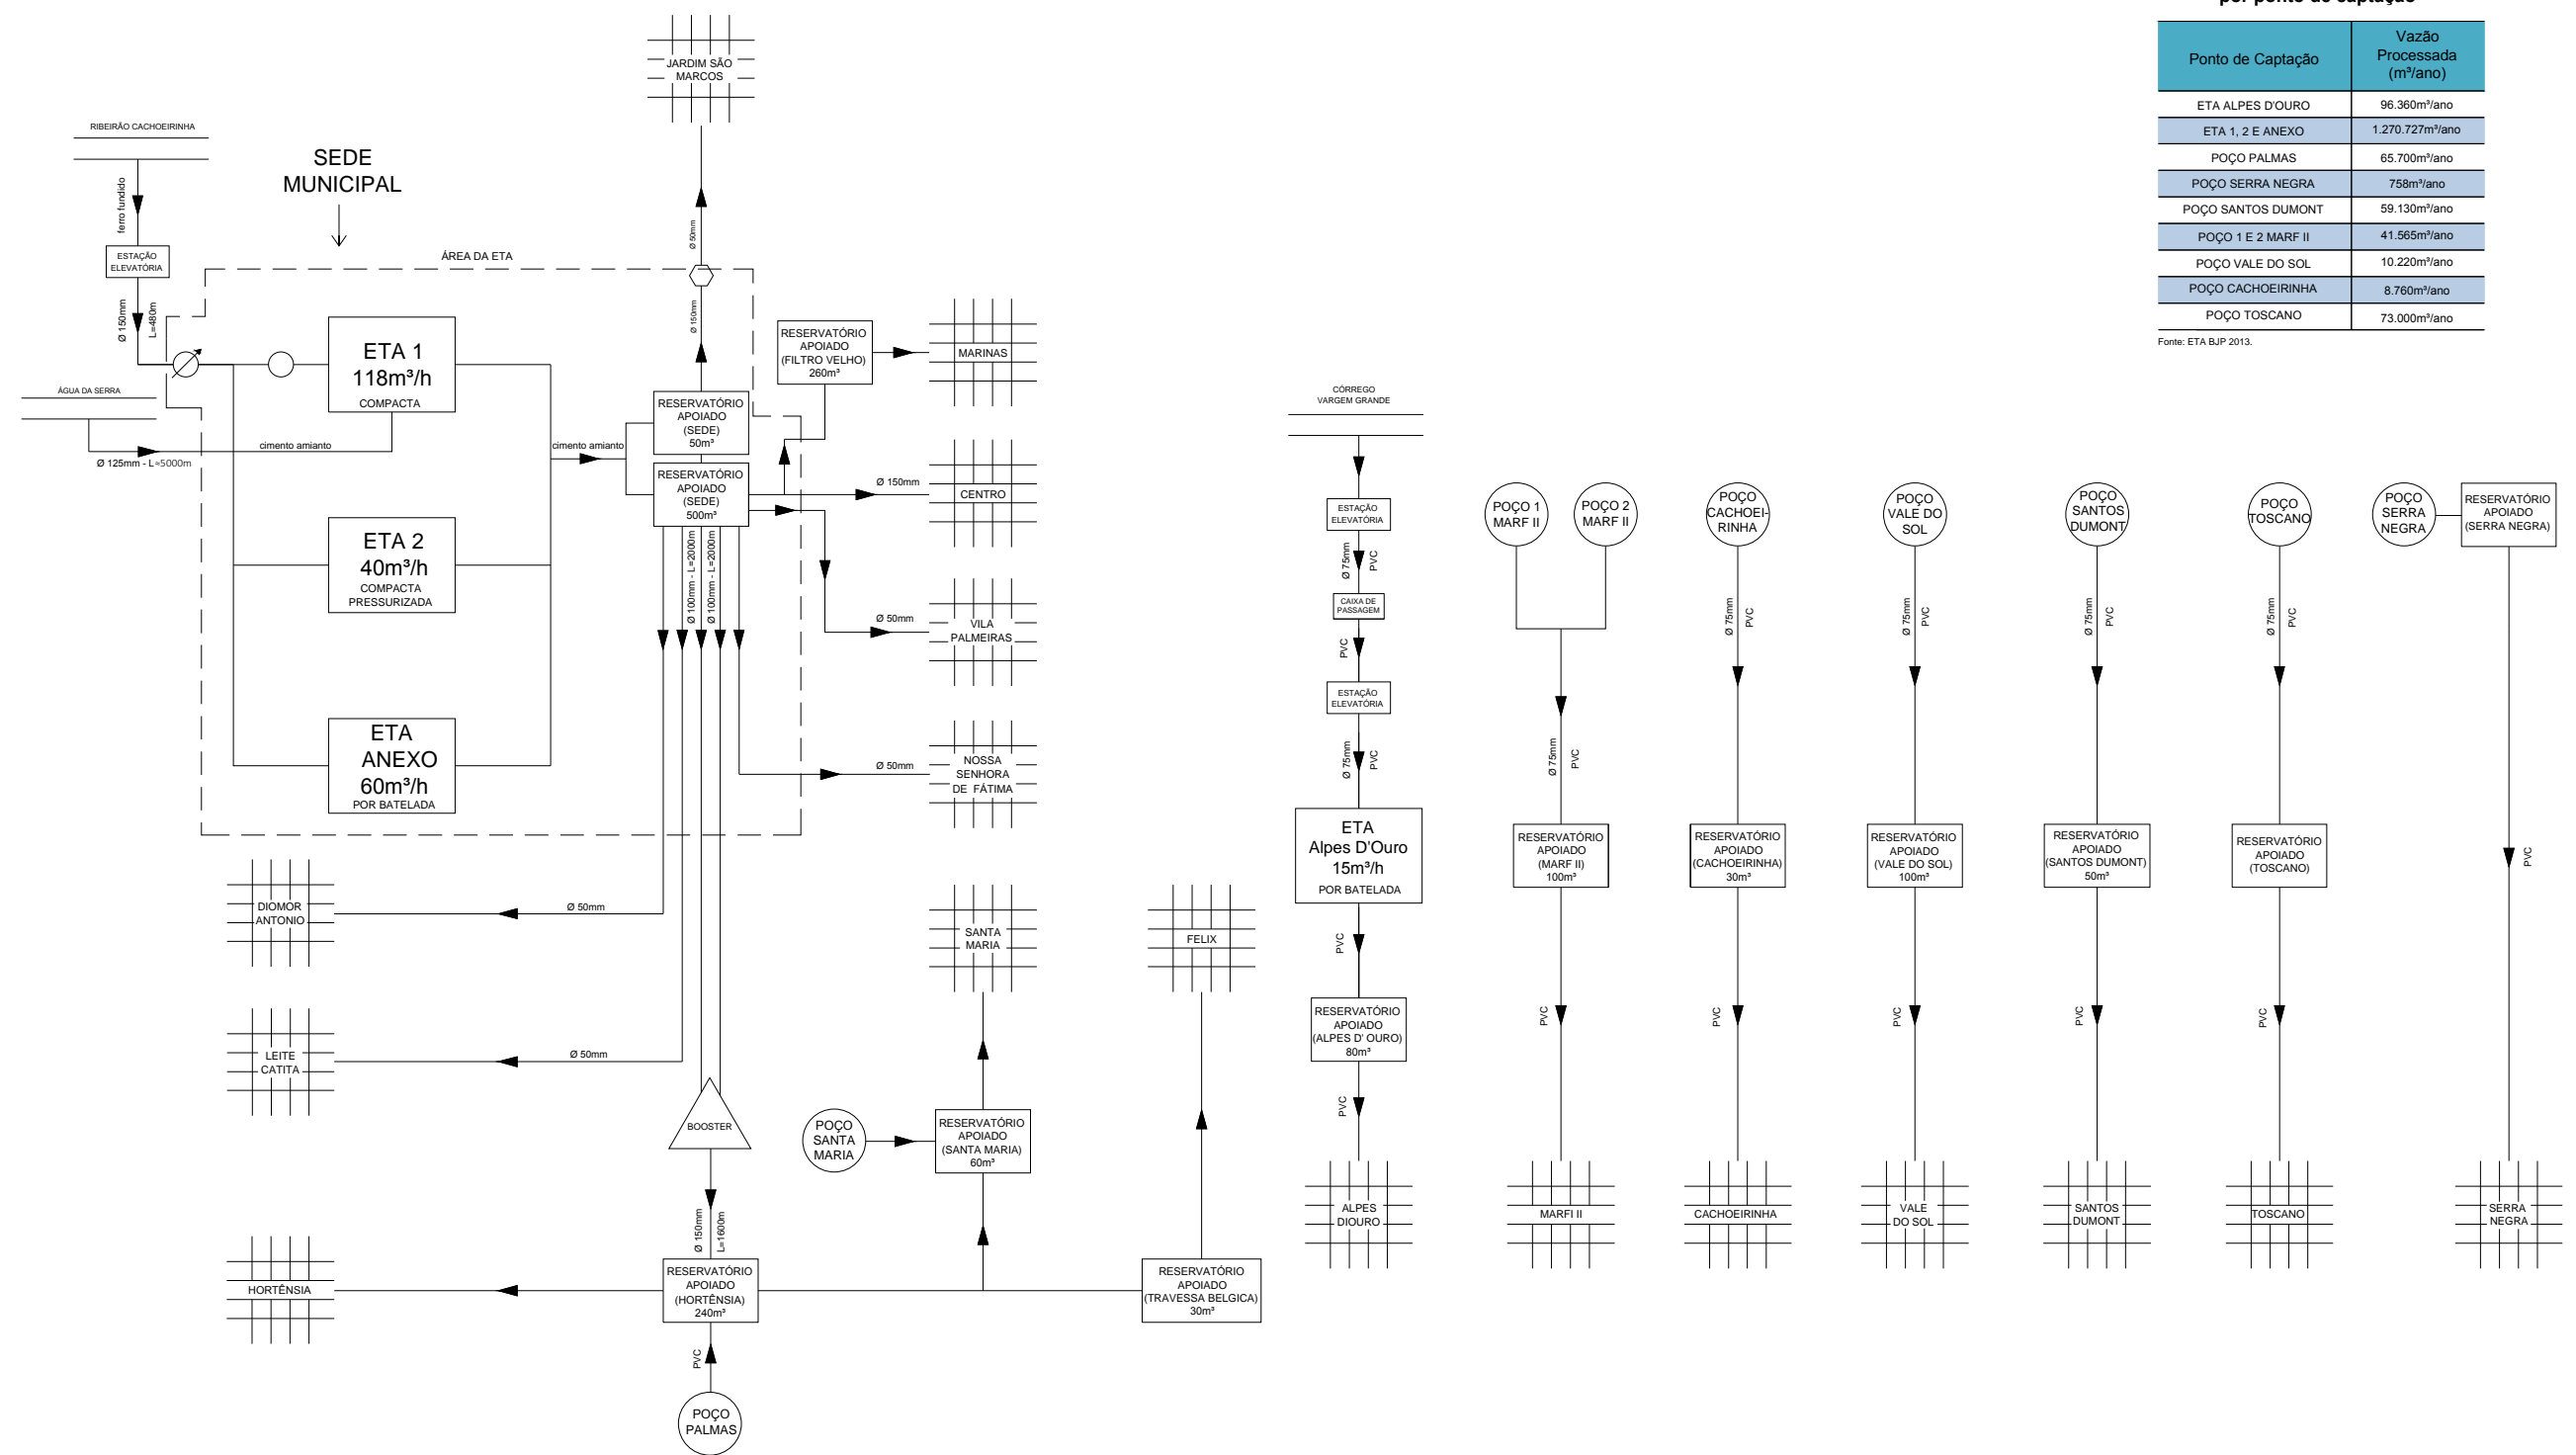 por ponto de captação
Ponto de Captação
Vazão
Processada
(m³/ano)
ETA ALPES D'OURO
96.360m³/ano
ETA 1, 2 E ANEXO
1.270.727m³/ano
POÇO PALMAS
65.700m³/ano
POÇO SERRA NEGRA
758m³/ano
POÇO SANTOS DUMONT
59.130m³/ano
POÇO 1 E 2 MARF II
41.565m³/ano
POÇO VALE DO SOL
10.220m³/ano
POÇO CACHOEIRINHA
8.760m³/ano
POÇO TOSCANO
73.000m³/ano
Fonte: ETA BJP 2013.
JARDIM SÃO
MARCOS
RIBEIRÃO CACHOEIRINHA
SEDE
MUNICIPAL
ferro fundido
ESTAÇÃO
ELEVATÓRIA
Ø 150mm
L=480m
ÁREA DA ETA
Ø 50mm
Ø 150mm
ÁGUA DA SERRA
cimento amianto
Ø 125mm - L=5000m
ETA 1
118m³/h
COMPACTA
ETA 2
40m³/h
COMPACTA
PRESSURIZADA
ETA
ANEXO
60m³/h
POR BATELADA
cimento amianto
RESERVATÓRIO
APOIADO
(SEDE)
50m³
RESERVATÓRIO
APOIADO
(SEDE)
500m³
RESERVATÓRIO
APOIADO
(FILTRO VELHO)
260m³
MARINAS
Ø 150mm
CENTRO
Ø 50mm
VILA
PALMEIRAS
Ø 50mm
NOSSA
SENHORA
DE FÁTIMA
Ø 100mm - L=2000m
Ø 100mm - L=2000m
DIOMOR
ANTONIO
Ø 50mm
LEITE
CATITA
Ø 50mm
BOOSTER
Ø 150mm
L=1600m
HORTÊNSIA
RESERVATÓRIO
APOIADO
(HORTÊNSIA)
240m³
PVC
POÇO
PALMAS
SANTA
MARIA
POÇO
SANTA
MARIA
RESERVATÓRIO
APOIADO
(SANTA MARIA)
60m³
FELIX
RESERVATÓRIO
APOIADO
(TRAVESSA BELGICA)
30m³
CÓRREGO
VARGEM GRANDE
ESTAÇÃO
ELEVATÓRIA
Ø 75mm
PVC
CAIXA DE
PASSAGEM
PVC
ESTAÇÃO
ELEVATÓRIA
Ø 75mm
PVC
ETA
Alpes D'Ouro
15m³/h
POR BATELADA
PVC
RESERVATÓRIO
APOIADO
(ALPES D' OURO)
80m³
PVC
ALPES
DIOURO
POÇO 1
MARF II
POÇO 2
MARF II
Ø 75mm
PVC
RESERVATÓRIO
APOIADO
(MARF II)
100m³
PVC
MARFI II
POÇO
CACHOEI-
RINHA
Ø 75mm
PVC
RESERVATÓRIO
APOIADO
(CACHOEIRINHA)
30m³
PVC
CACHOEIRINHA
POÇO
VALE DO
SOL
Ø 75mm
PVC
RESERVATÓRIO
APOIADO
(VALE DO SOL)
100m³
PVC
VALE
DO SOL
POÇO
SANTOS
DUMONT
Ø 75mm
PVC
RESERVATÓRIO
APOIADO
(SANTOS DUMONT)
50m³
PVC
SANTOS
DUMONT
POÇO
TOSCANO
Ø 75mm
PVC
RESERVATÓRIO
APOIADO
(TOSCANO)
PVC
TOSCANO
POÇO
SERRA
NEGRA
RESERVATÓRIO
APOIADO
(SERRA NEGRA)
PVC
SERRA
NEGRA